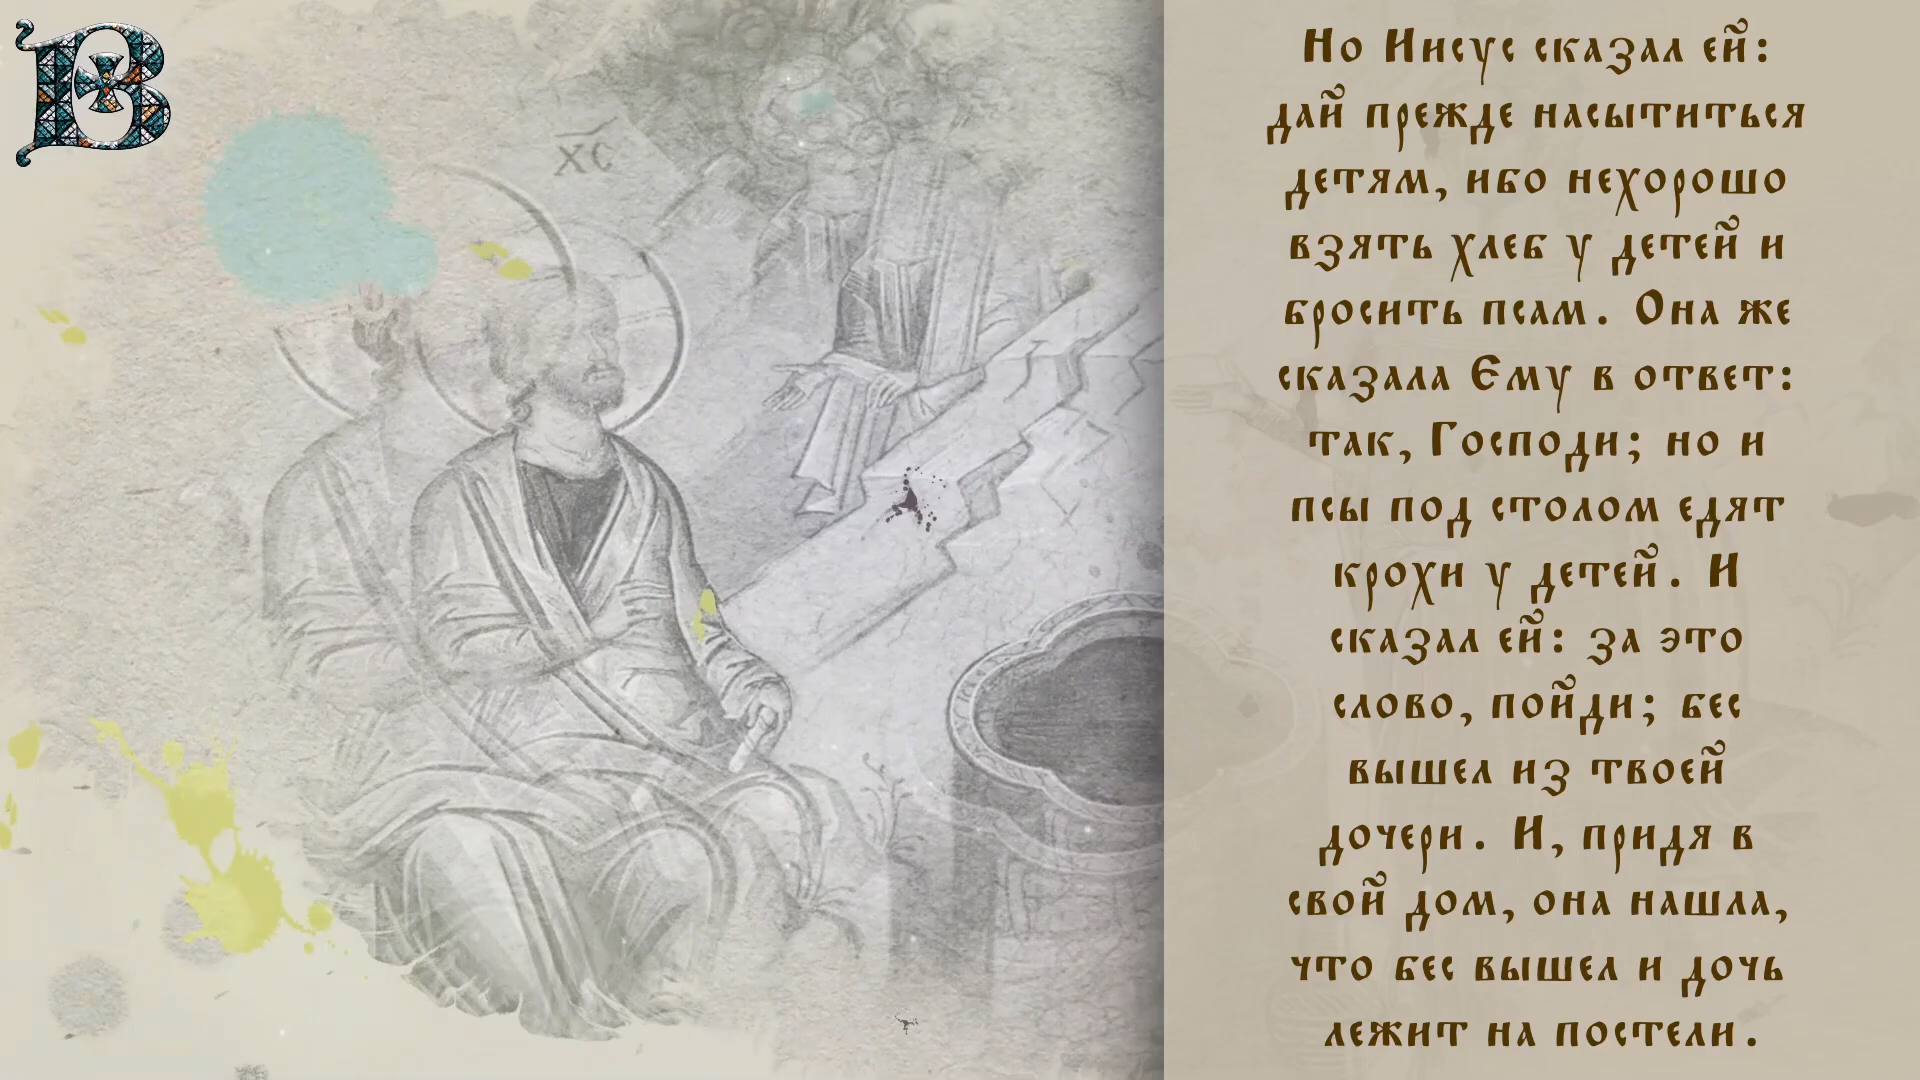 В
ХС
Но Иисус сказал ей:
дай прежде насытиться
детям, ибо нехорошо
взять хлеб у детей и
бросить псам. Она же
сказала Ему в ответ:
так, Господи; но и
псы под столом едят
крохи у детей. И
сказал ей: за это
слово, пойди; бес
вышел из твоей
дочери. И, придя в
свой дом, она нашла,
что бес вышел и дочь
лежит на постели.